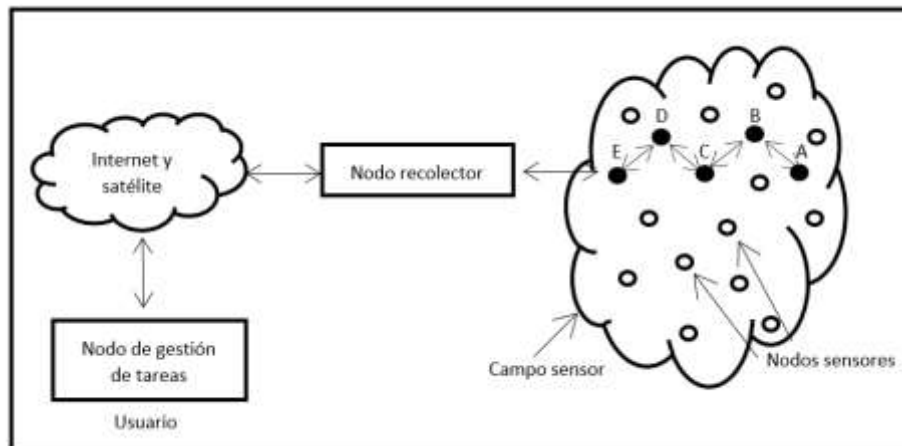 Internet y
satélite
Nodo recolector
D
B
E
C
A
Nodo de gestión
de tareas
Usuario
Campo sensor
Nodos sensores